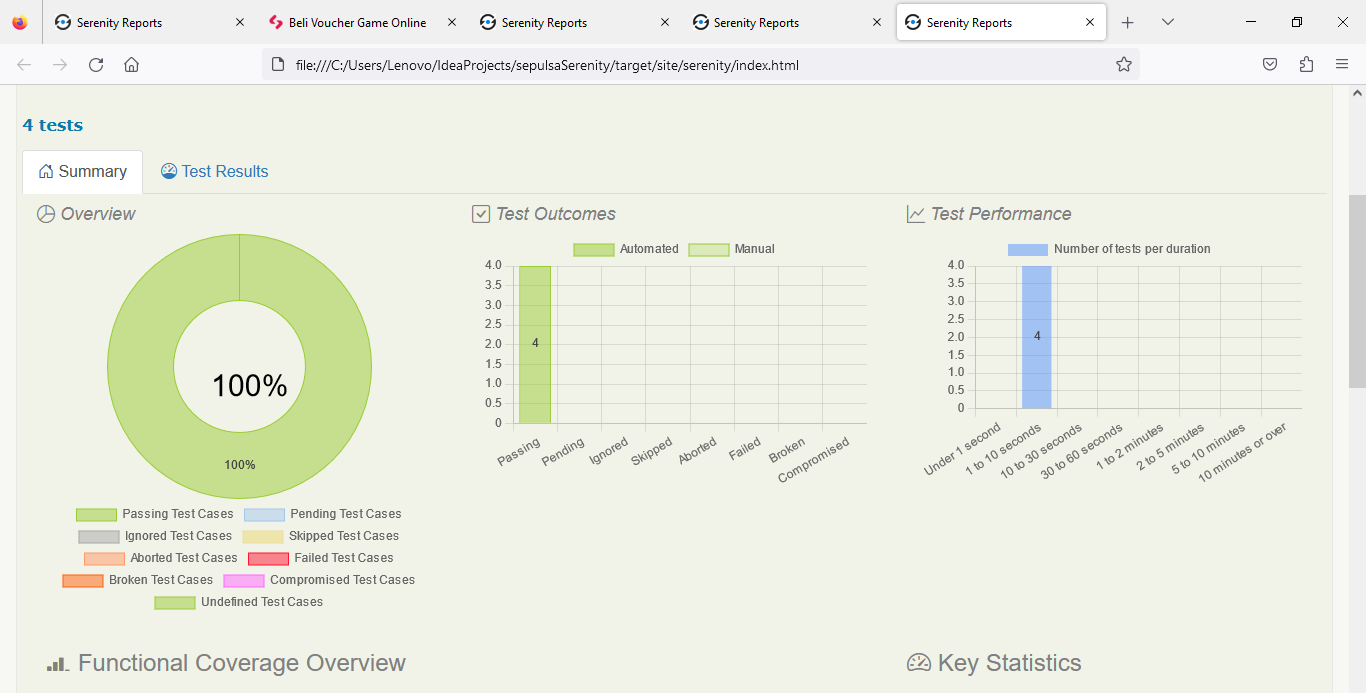 Serenity Reports
Beli Voucher Game Online
Serenity Reports
Serenity Reports
Serenity Reports
file:///C:/Users/Lenovo/IdeaProjects/sepulsaSerenity/target/site/serenity/index.html
4 tests
Summary
Test Results
Overview
100%
100%
Passing Test Cases
Pending Test Cases
Ignored Test Cases
Skipped Test Cases
Aborted Test Cases
Failed Test Cases
Broken Test Cases
Compromised Test Cases
Undefined Test Cases
Test Outcomes
Automated
Manual
4.0
3.5
3.0
2.5
2.0
1.5
1.0
0.5
0
4
Passing
Pending
Ignored
Skipped
Aborted
Failed
Broken
Compromised
Test Performance
Number of tests per duration
4.0
3.5
3.0
2.5
2.0
1.5
1.0
0.5
0
4
Under 1 second
1 to 10 seconds
10 to 30 seconds
30 to 60 seconds
1 to 2 minutes
2 to 5 minutes
5 to 10 minutes
10 minutes or over
Functional Coverage Overview
Key Statistics